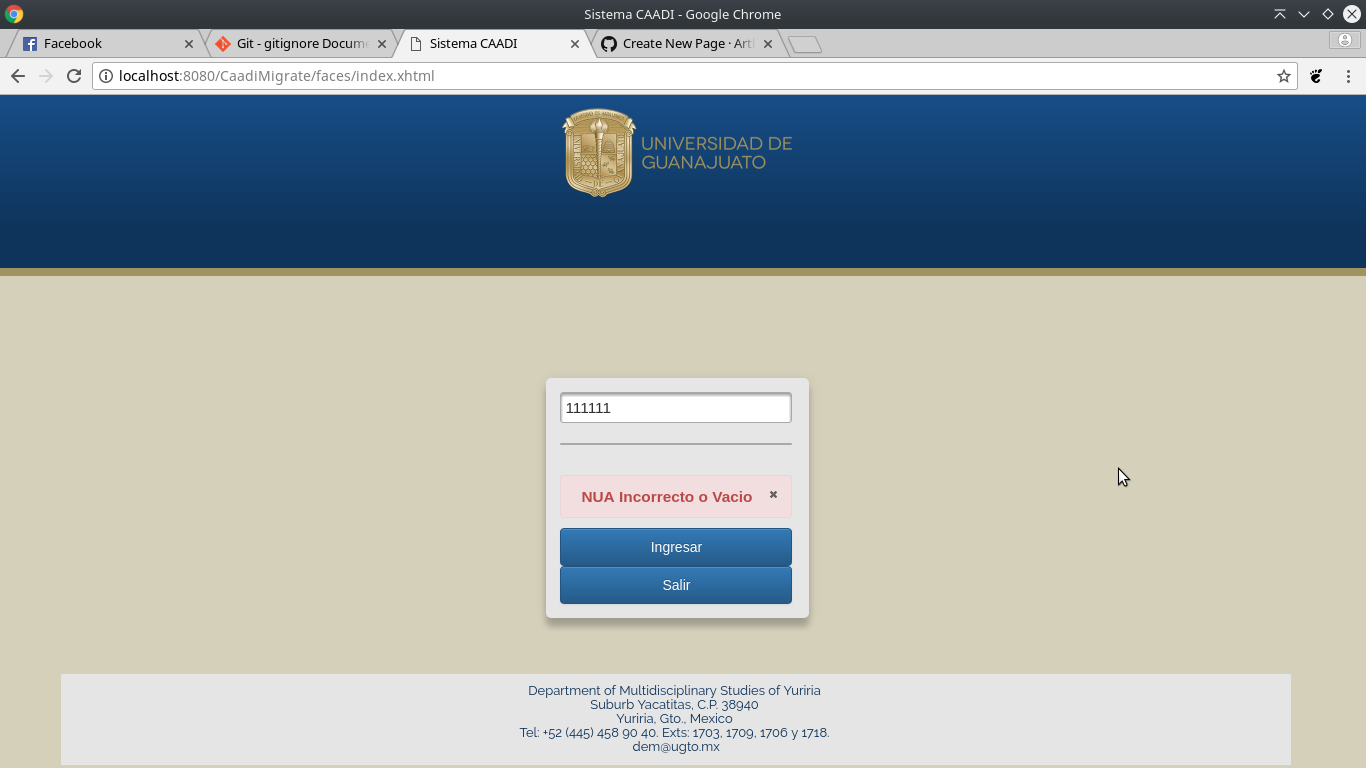 Sistema CAADI - Google Chrome
Facebook
Git - gitignore Docume
Sistema CAADI
Create New Page · Arti
localhost:8080/CaadiMigrate/faces/index.xhtml
UNIVERSIDAD DE
GUANAJUATO
111111
NUA Incorrecto o Vacio
Ingresar
Salir
Department of Multidisciplinary Studies of Yuriria
Suburb Yacatitas, C.P. 38940
Yuriria, Gto., Mexico
Tel: +52 (445) 458 90 40. Exts: 1703, 1709, 1706 y 1718.
dem@ugto.mx